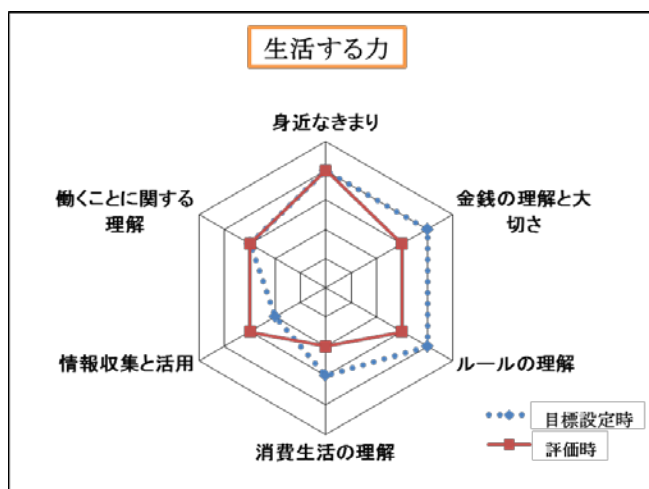 生活する力
身近なきまり
金銭の理解と大
切さ
働くことに関する
理解
情報収集と活用
ルールの理解
消費生活の理解
目標設定時
評価時